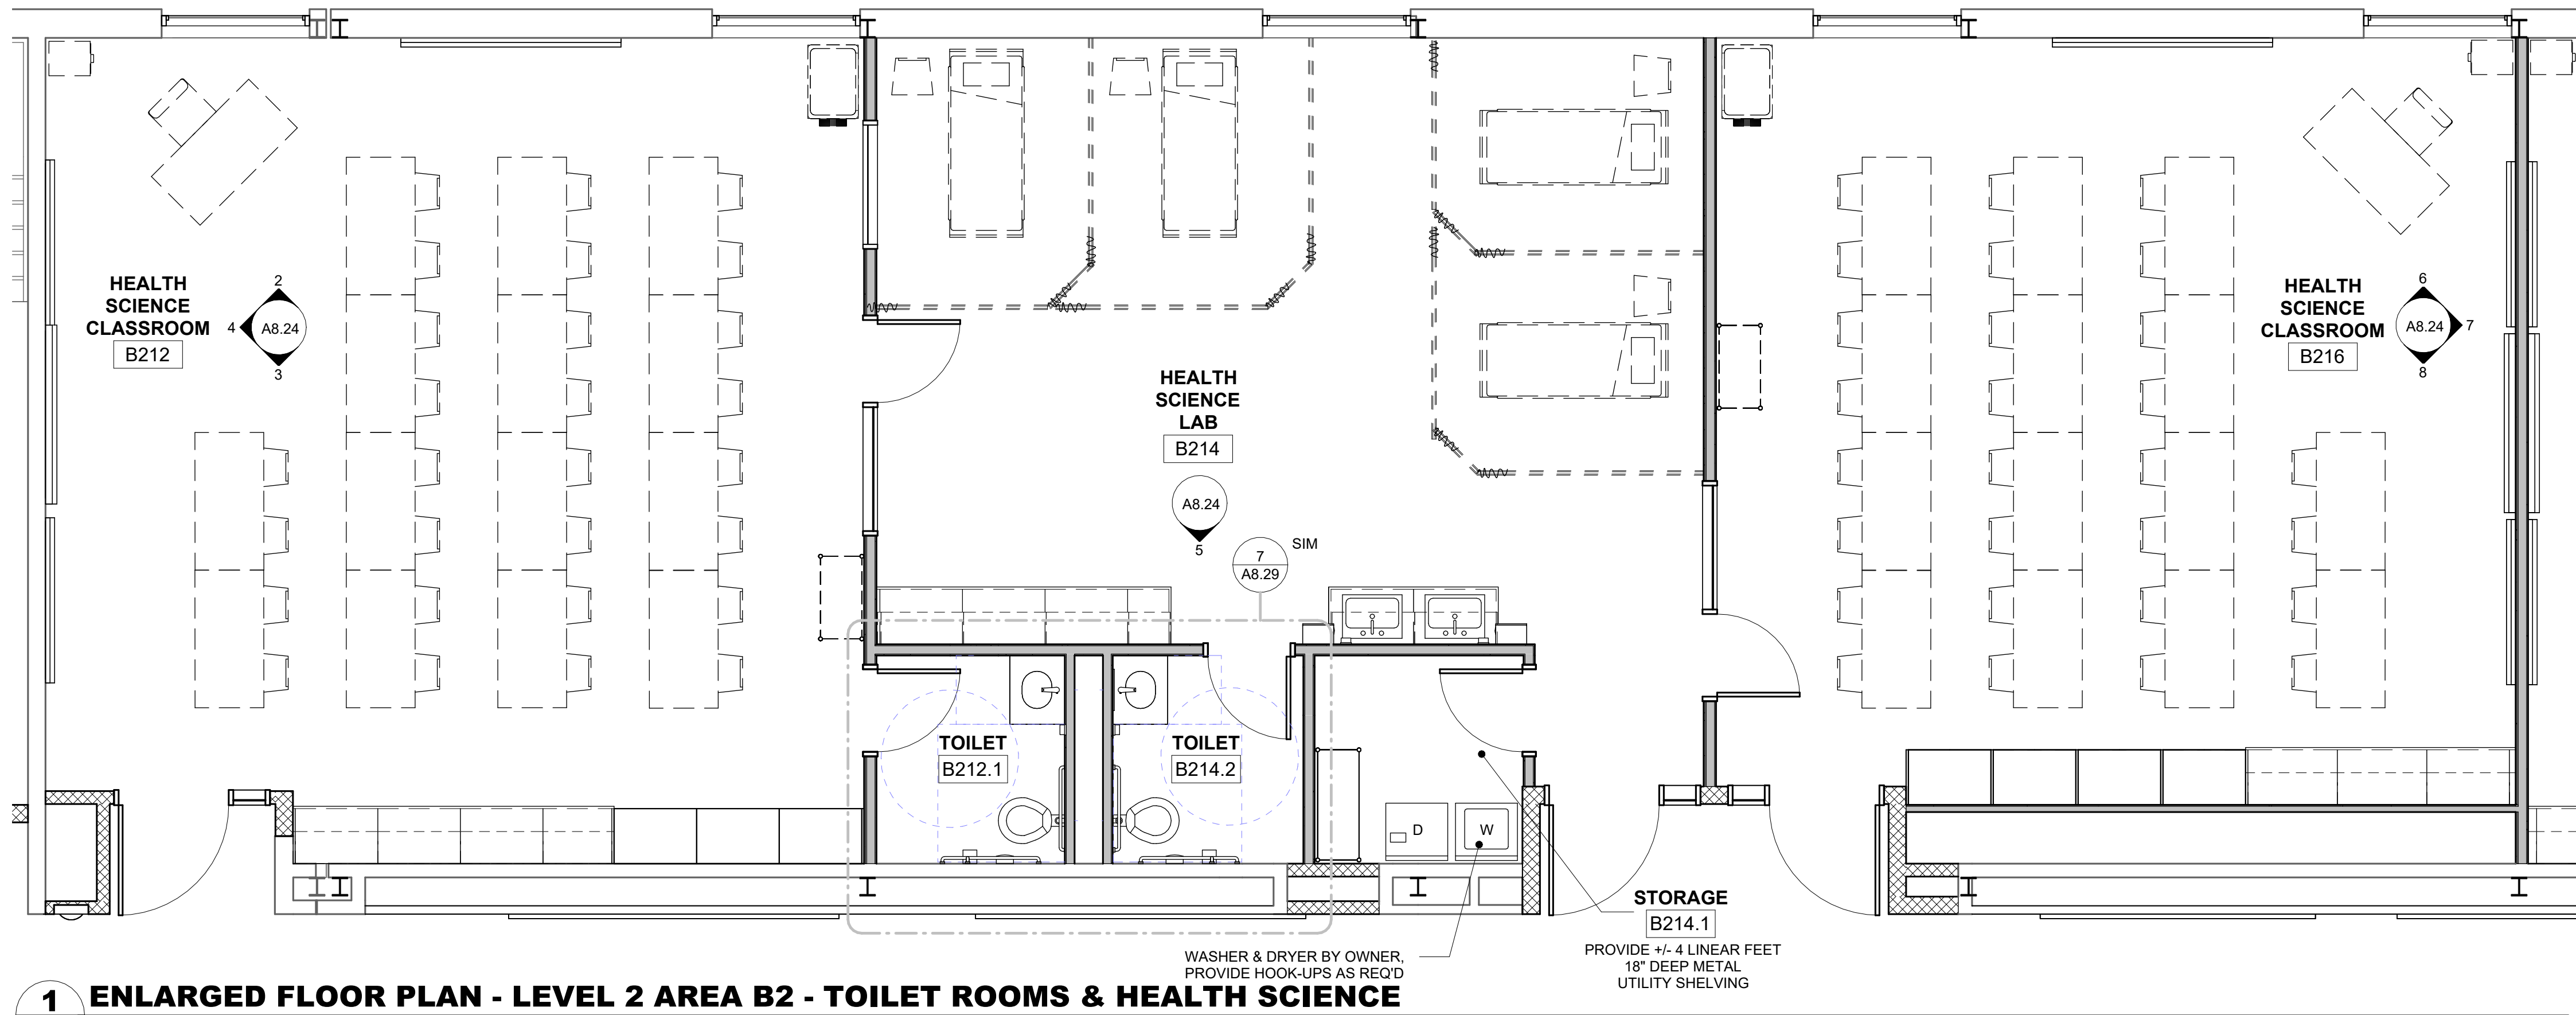 HEALTH
SCIENCE
CLASSROOM
B212
2
4
A8.24
3
HEALTH
SCIENCE
LAB
B214
A8.24
5
7
A8.29
SIM
HEALTH
SCIENCE
CLASSROOM
B216
6
A8.24
7
8
TOILET
B212.1
TOILET
B214.2
D
W
STORAGE
B214.1
PROVIDE +/- 4 LINEAR FEET
18" DEEP METAL
UTILITY SHELVING
WASHER & DRYER BY OWNER,
PROVIDE HOOK-UPS AS REQ'D
1 ENLARGED FLOOR PLAN - LEVEL 2 AREA B2 - TOILET ROOMS & HEALTH SCIENCE